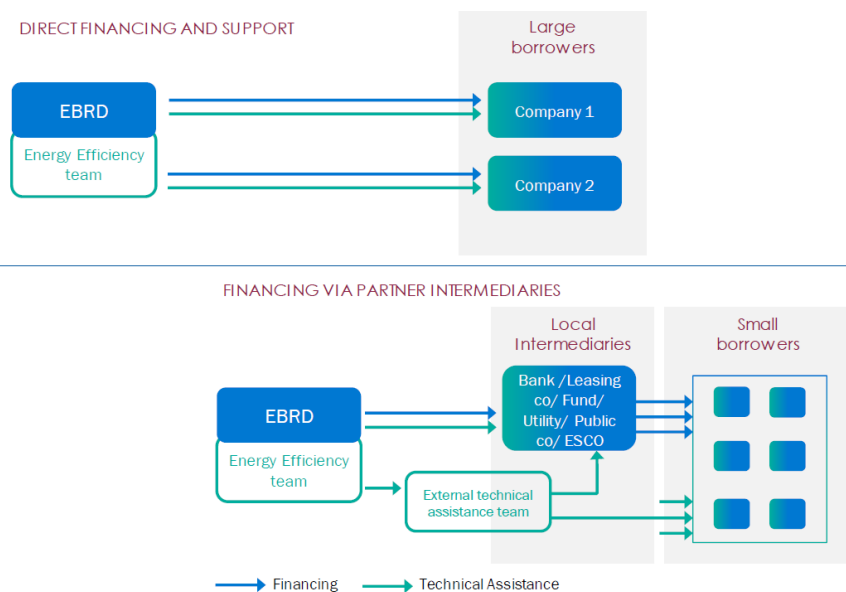 DIRECT FINANCING AND SUPPORT
Large
borrowers
EBRD
Energy Efficiency
team
Company 1
Company 2
FINANCING VIA PARTNER INTERMEDIARIES
Local
Intermediaries
Small
borrowers
EBRD
Energy Efficiency
team
Bank /Leasing
co/ Fund/
Utility/ Public
co/ ESCO
External technical
assistance team
Financing
Technical Assistance